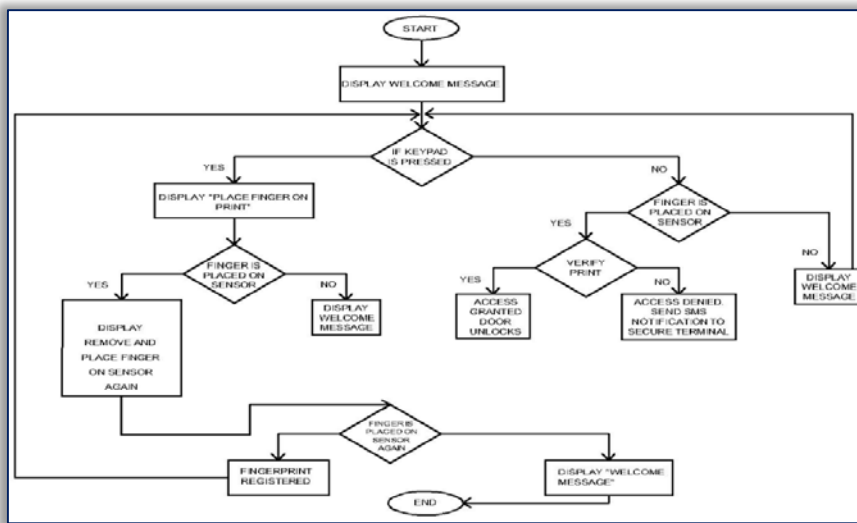 START
DISPLAY WELCOME MESSAGE
IF KEYPAD
IS PRESSED
YES
NO
DISPLAY "PLACE FINGER ON
PRINT"
FINGER IS
PLACED ON
SENSOR
YES
NO
FINGER IS
PLACED ON
SENSOR
YES
NO
VERIFY
PRINT
YES
NO
DISPLAY
WELCOME
MESSAGE
DISPLAY
REMOVE AND
PLACE FINGER
ON SENSOR
AGAIN
DISPLAY
WELCOME
MESSAGE
ACCESS
GRANTED
DOOR
UNLOCKS
ACCESS DENIED.
SEND SMS
NOTIFICATION TO
SECURE TERMINAL
FINGER IS
PLACED ON
SENSOR
AGAIN
FINGERPRINT
REGISTERED
DISPLAY "WELCOME
MESSAGE"
END